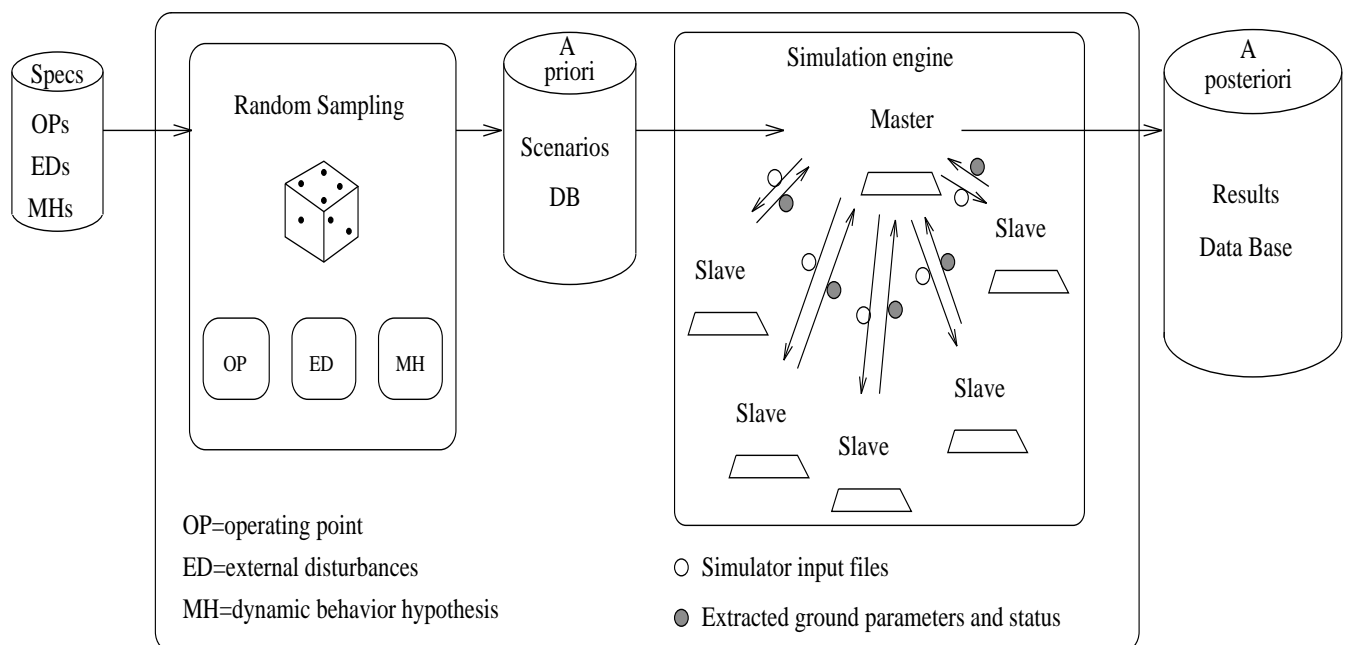 Specs
OPs
EDs
MHs
Random Sampling
OP
ED
MH
A
priori
Scenarios
DB
Simulation engine
Master
Slave
Slave
Slave
Slave
Slave
A
posteriori
Results
Data Base
OP=operating point
ED=external disturbances
MH=dynamic behavior hypothesis
Simulator input files
Extracted ground parameters and status